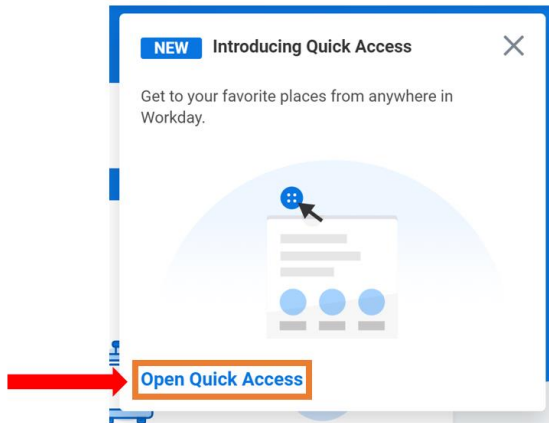 NEW Introducing Quick Access
Get to your favorite places from anywhere in
Workday.
Open Quick Access